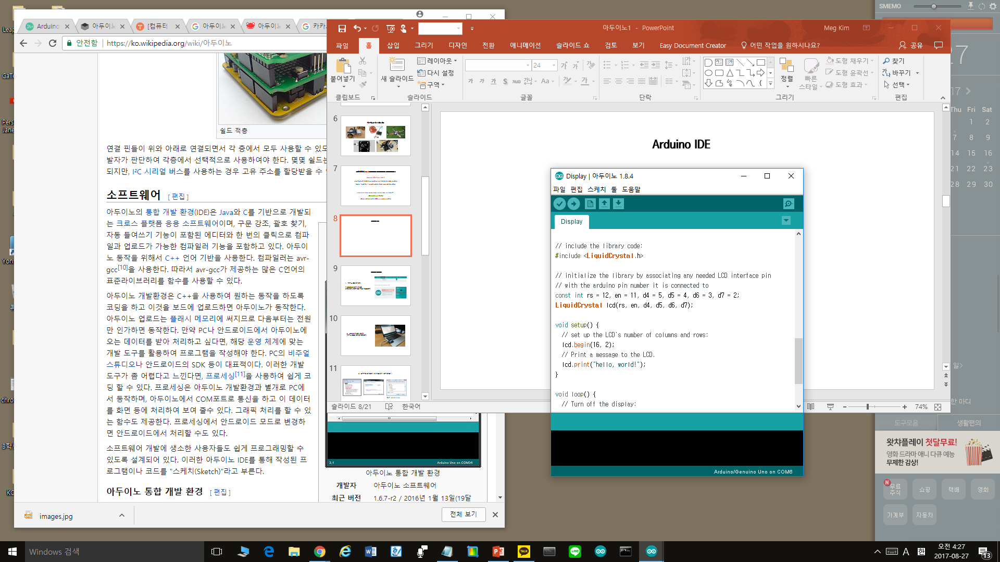 Arduino
아두이노
[컴퓨터
아두이노
아두이노
카카오
안전함
https://ko.wikipedia.org/wiki/아두이노
쉴드 적층
연결 핀들이 위와 아래로 연결되면서 각 층에서 모두 사용할 수 있도
발자가 판단하여 각층에서 선택적으로 사용하여야 한다. 몇몇 쉴드는
되지만, I²C 시리얼 버스를 사용하는 경우 고유 주소를 할당받을 수
소프트웨어 [ 편집 ]
아두이노의 통합 개발 환경(IDE)은 Java와 C를 기반으로 개발되
는 크로스 플랫폼 응용 소프트웨어이며, 구문 강조, 괄호 찾기,
자동 들여쓰기 기능이 포함된 에디터와 한 번의 클릭으로 컴파
일과 업로드가 가능한 컴파일러 기능을 포함하고 있다. 아두이
노 동작을 위해서 C++ 언어 기반을 사용한다. 컴파일러는 avr-
gcc[10]을 사용한다. 따라서 avr-gcc가 제공하는 많은 C언어의
표준라이브러리를 함수를 사용할 수 있다.
아두이노 개발환경은 C++을 사용하여 원하는 동작을 하도록
코딩을 하고 이것을 보드에 업로드하면 아두이노가 동작한다.
아두이노 업로드는 플래시 메모리에 써지므로 다음부터는 전원
만 인가하면 동작한다. 만약 PC나 안드로이드에서 아두이노에
오는 데이터를 받아 처리하고 싶다면, 해당 운영 체계에 맞는
개발 도구를 활용하여 프로그램을 작성해야 한다. PC의 비주얼
스튜디오나 안드로이드의 SDK 등이 대표적이다. 이러한 개발
도구가 좀 어렵다고 느낀다면, 프로세싱[11]을 사용하여 쉽게 코
딩 할 수 있다. 프로세싱은 아두이노 개발환경과 별개로 PC에
서 동작하며, 아두이노에서 COM포트로 통신을 하고 이 데이터
를 화면 등에 처리하여 보여 줄수 있다. 그래픽 처리를 할 수 있
는 함수도 제공한다. 프로세싱에서 안드로이드 모드로 변경하
면 안드로이드에서 처리할 수도 있다.
소프트웨어 개발에 생소한 사용자들도 쉽게 프로그래밍할 수
있도록 설계되어 있다. 이러한 아두이노 IDE를 통해 작성된 프
로그램이나 코드를 "스케치(Sketch)"라고 부른다.
아두이노 통합 개발 환경 [ 편집 ]
3,1 Arduino Uno on COM34
아두이노 통합 개발 환경
개발자 아두이노 소프트웨어
최근 버전 1.6.7-r2 / 2016년 1월 13일(19달
images.jpg
전체 보기
아두이노1 - PowerPoint
Meg Kim
파일 홈 삽입 그리기 디자인 전환 애니메이션 슬라이드 쇼 검토 보기 Easy Document Creator 어떤 작업을 원하시나요? 공유
붙여넣기
클립보드
새 슬라이드
레이아웃
다시 설정
구역
슬라이드
24
가 가 가 S 가나 Aa 가
글꼴
단락
정렬
빠른
스타일
도형 채우기
도형 윤곽선
도형 효과
그리기
찾기
바꾸기
선택
편집
6
7
8
9
10
11
Arduino IDE
슬라이드 8/21 한국어
74%
Display | 아두이노 1.8.4
파일 편집 스케치 툴 도움말
Display
// include the library code:
#include <LiquidCrystal.h>
// initialize the library by associating any needed LCD interface pin
// with the arduino pin number it is connected to
const int rs = 12, en = 11, d4 = 5, d5 = 4, d6 = 3, d7 = 2;
LiquidCrystal lcd(rs, en, d4, d5, d6, d7);
void setup() {
// set up the LCD's number of columns and rows:
lcd.begin(16, 2);
// Print a message to the LCD.
lcd.print("hello, world!");
}
void loop() {
// Turn off the display:
Arduino/Genuino Uno on COM6
SMEMO
27
17
Thu Fri Sat
1 2
7 8 9
14 15 16
21 22 23
28 29 30
일>
한 마디
도구모음 생활편의
왓챠플레이 첫달무료!
영화 드라마 애니 다큐 예능
무제한 감상!
N
무료
주식
쇼핑
택배
영화
가계부
자동차
Windows 검색
A
한
오전 4:27
2017-08-27
13